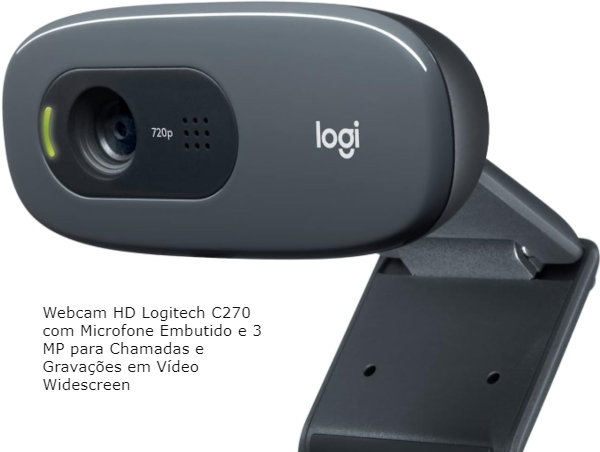 720p
logi
Webcam HD Logitech C270
com Microfone Embutido e 3
MP para Chamadas e
Gravações em Vídeo
Widescreen